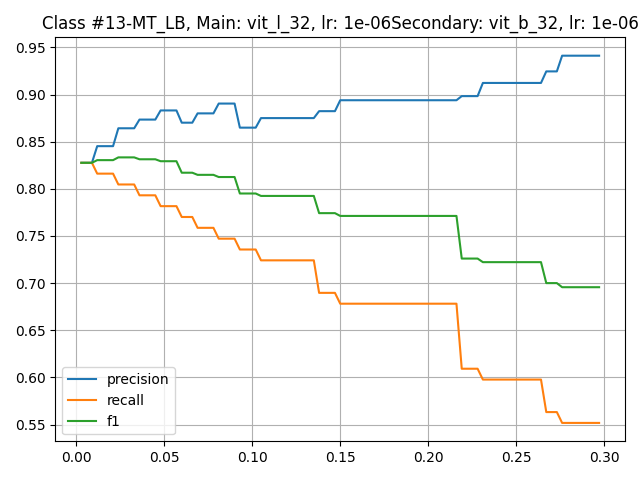 Class #13-MT_LB, Main: vit_l_32, lr: 1e-06Secondary: vit_b_32, lr: 1e-06
0.95
0.90
0.85
0.80
0.75
0.70
0.65
0.60
0.55
precision
recall
f1
0.00 0.05 0.10 0.15 0.20 0.25 0.30